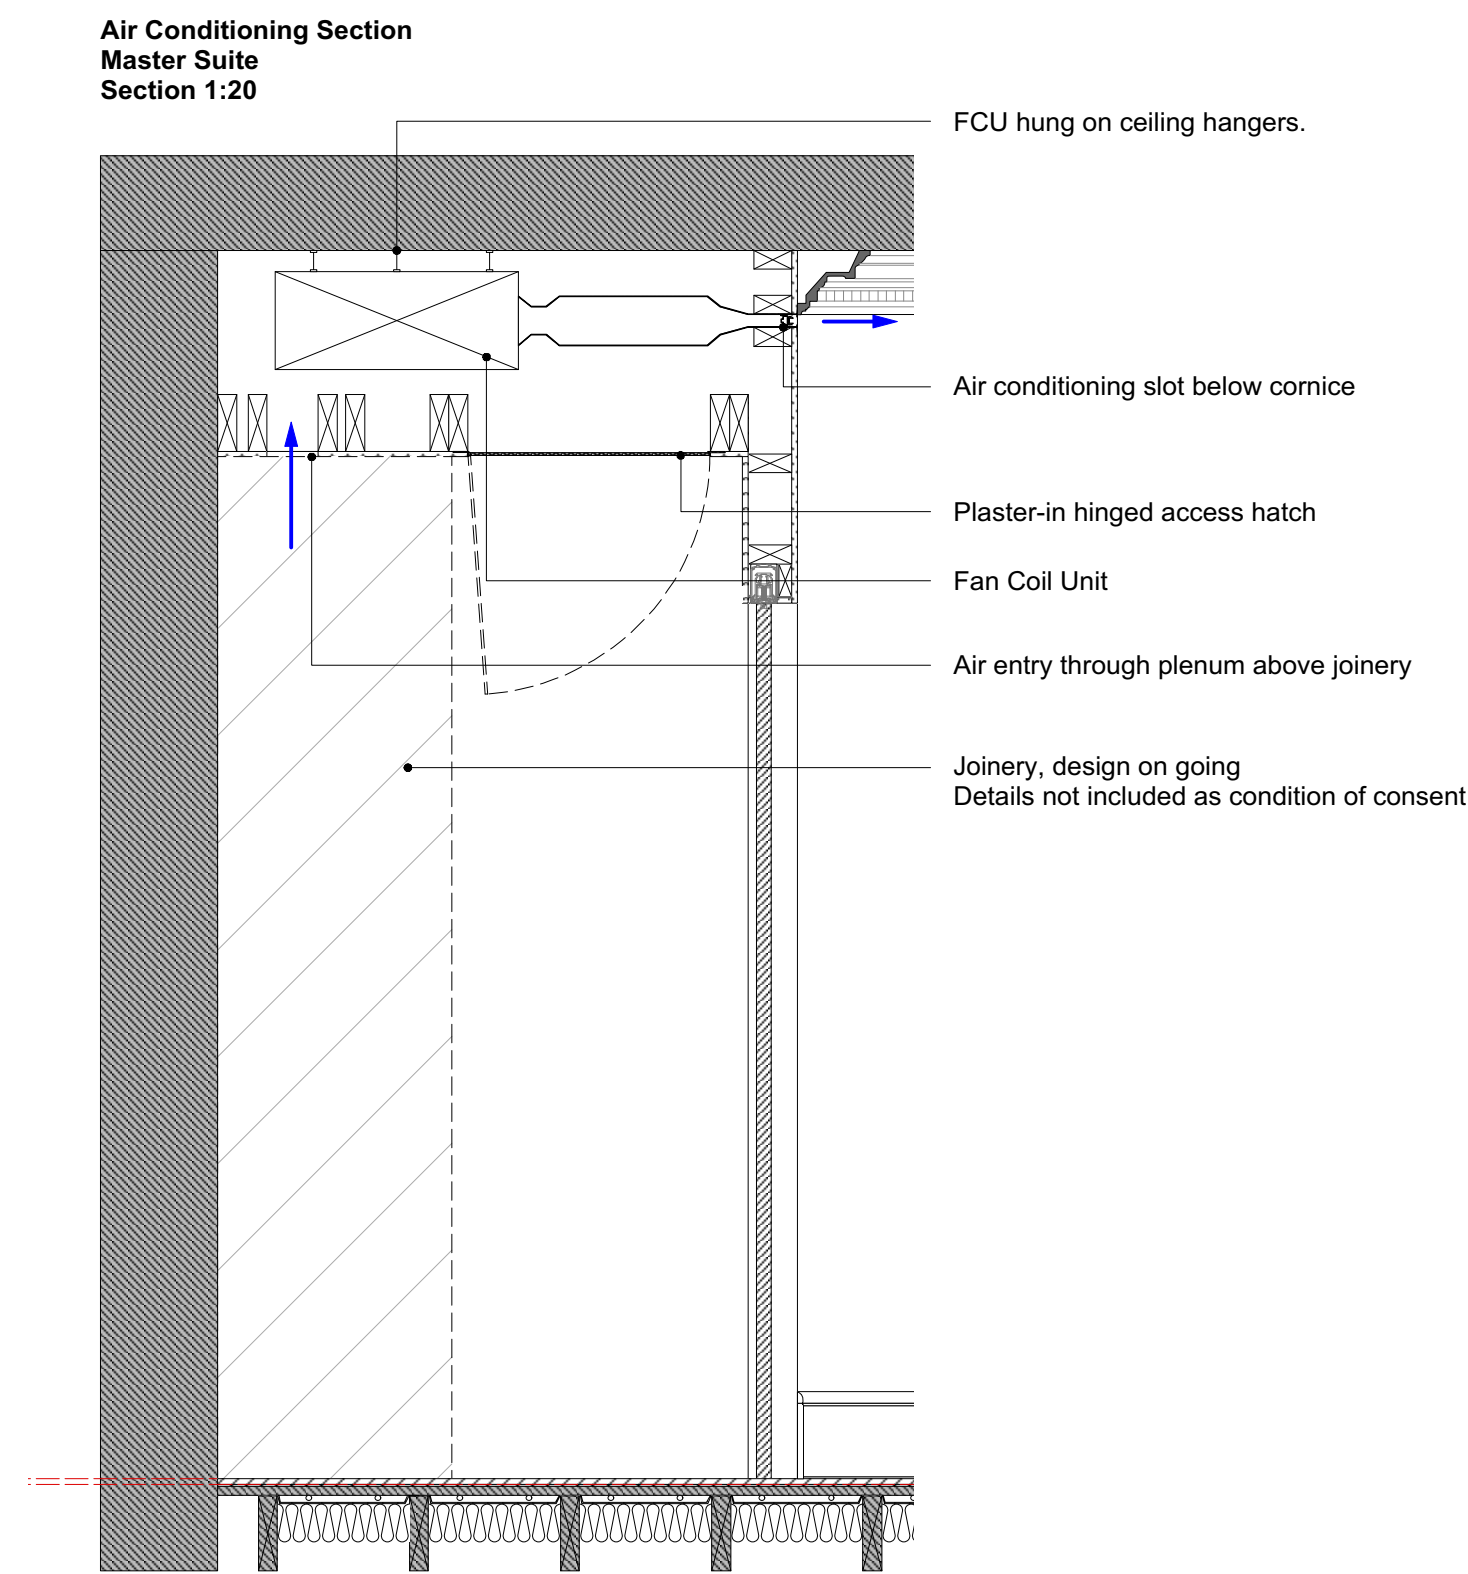 Air Conditioning Section
Master Suite
Section 1:20
FCU hung on ceiling hangers.
Air conditioning slot below cornice
Plaster-in hinged access hatch
Fan Coil Unit
Air entry through plenum above joinery
Joinery, design on going
Details not included as condition of consent